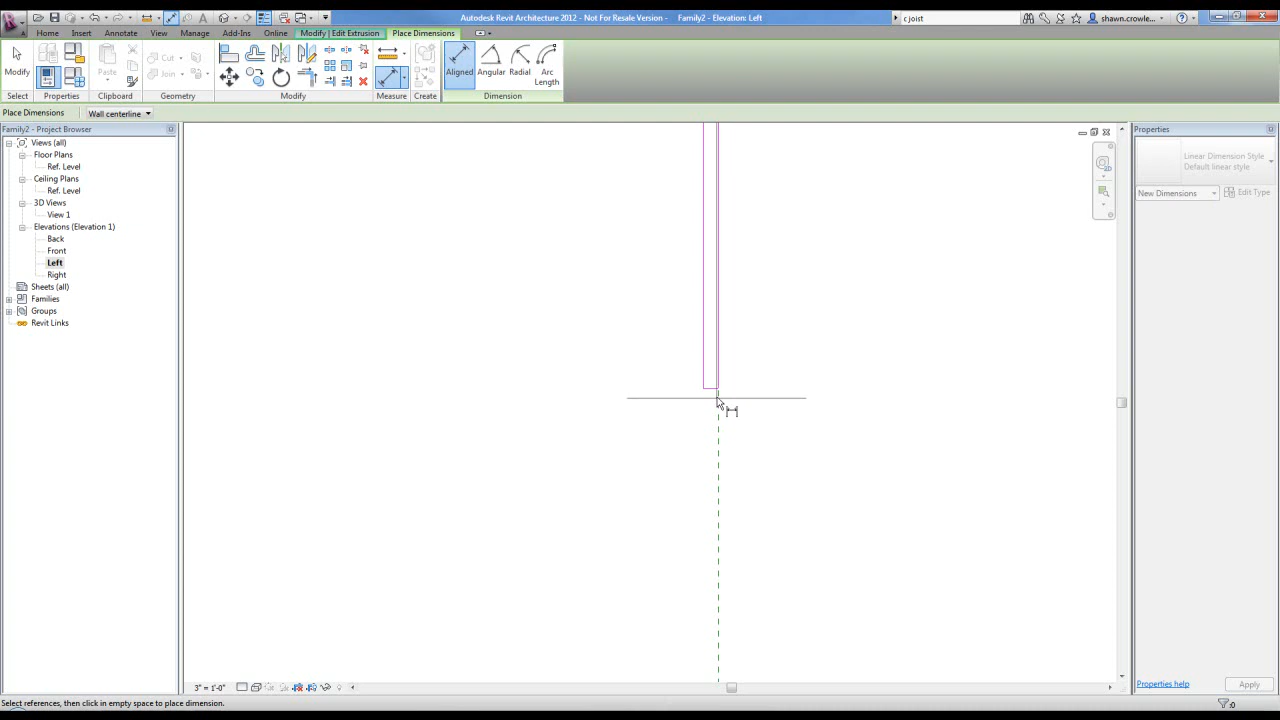 Autodesk Revit Architecture 2012 - Not For Resale Version - Family2 - Elevation: Left
c joist
shawn.crowle...
Home Insert Annotate View Manage Add-Ins Online Modify | Edit Extrusion Place Dimensions
Modify
Paste
Cut
Join
Aligned Angular Radial Arc Length
Select Properties Clipboard Geometry Modify Measure Create Dimension
Place Dimensions Wall centerline
Family2 - Project Browser
Views (all)
Floor Plans
Ref. Level
Ceiling Plans
Ref. Level
3D Views
View 1
Elevations (Elevation 1)
Back
Front
Left
Right
Sheets (all)
Families
Groups
Revit Links
Properties
Linear Dimension Style
Default linear style
New Dimensions Edit Type
Properties help Apply
3" = 1'-0"
Select references, then click in empty space to place dimension.
:0